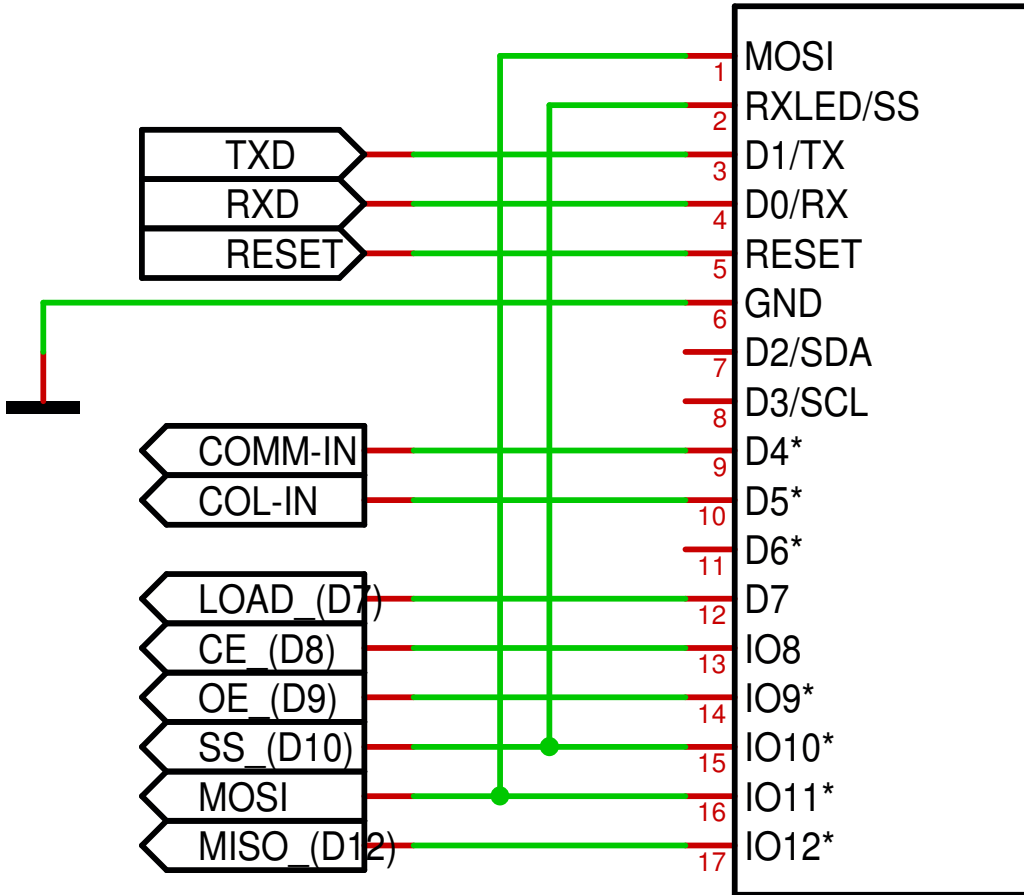 1 MOSI
2 RXLED/SS
TXD 3 D1/TX
RXD 4 D0/RX
RESET 5 RESET
6 GND
7 D2/SDA
8 D3/SCL
COMM-IN 9 D4*
COL-IN 10 D5*
11 D6*
LOAD_(D7) 12 D7
CE_(D8) 13 IO8
OE_(D9) 14 IO9*
SS_(D10) 15 IO10*
MOSI 16 IO11*
MISO_(D12) 17 IO12*